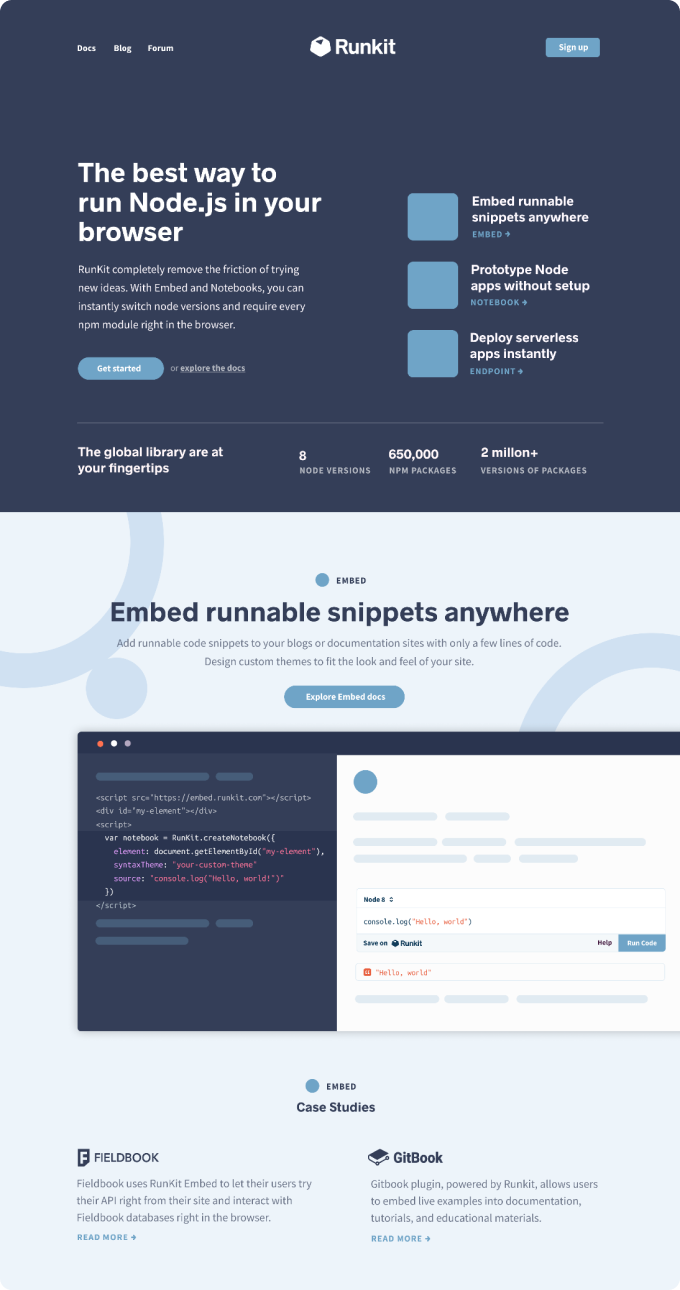 Docs Blog Forum Runkit Sign up
The best way to
run Node.js in your
browser
RunKit completely remove the friction of trying
new ideas. With Embed and Notebooks, you can
instantly switch node versions and require every
npm module right in the browser.
Get started or explore the docs
Embed runnable
snippets anywhere
EMBED →
Prototype Node
apps without setup
NOTEBOOK →
Deploy serverless
apps instantly
ENDPOINT →
The global library are at
your fingertips
8
NODE VERSIONS
650,000
NPM PACKAGES
2 millon+
VERSIONS OF PACKAGES
EMBED
Embed runnable snippets anywhere
Add runnable code snippets to your blogs or documentation sites with only a few lines of code.
Design custom themes to fit the look and feel of your site.
Explore Embed docs
<script src="https://embed.runkit.com"></script>
<div id="my-element"></div>
<script>
var notebook = RunKit.createNotebook({
element: document.getElementById("my-element"),
syntaxTheme: "your-custom-theme"
source: "console.log("Hello, world!")"
})
</script>
Node 8
console.log("Hello, world")
Save on Runkit Help Run Code
"Hello, world"
EMBED
Case Studies
FIELDBOOK
Fieldbook uses RunKit Embed to let their users try
their API right from their site and interact with
Fieldbook databases right in the browser.
READ MORE →
GitBook
Gitbook plugin, powered by Runkit, allows users
to embed live examples into documentation,
tutorials, and educational materials.
READ MORE →